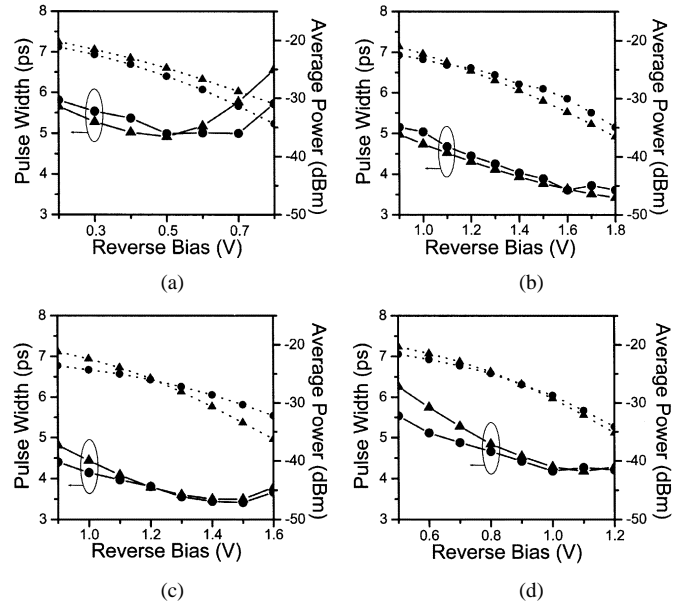 8
7
6
5
4
3
Pulse Width (ps)
0.3 0.5 0.7
Reverse Bias (V)
-20
-30
-40
-50
Average Power (dBm)
(a)
8
7
6
5
4
3
Pulse Width (ps)
1.0 1.2 1.4 1.6 1.8
Reverse Bias (V)
-20
-30
-40
-50
Average Power (dBm)
(b)
8
7
6
5
4
3
Pulse Width (ps)
1.0 1.2 1.4 1.6
Reverse Bias (V)
-20
-30
-40
-50
Average Power (dBm)
(c)
8
7
6
5
4
3
Pulse Width (ps)
0.6 0.8 1.0 1.2
Reverse Bias (V)
-20
-30
-40
-50
Average Power (dBm)
(d)